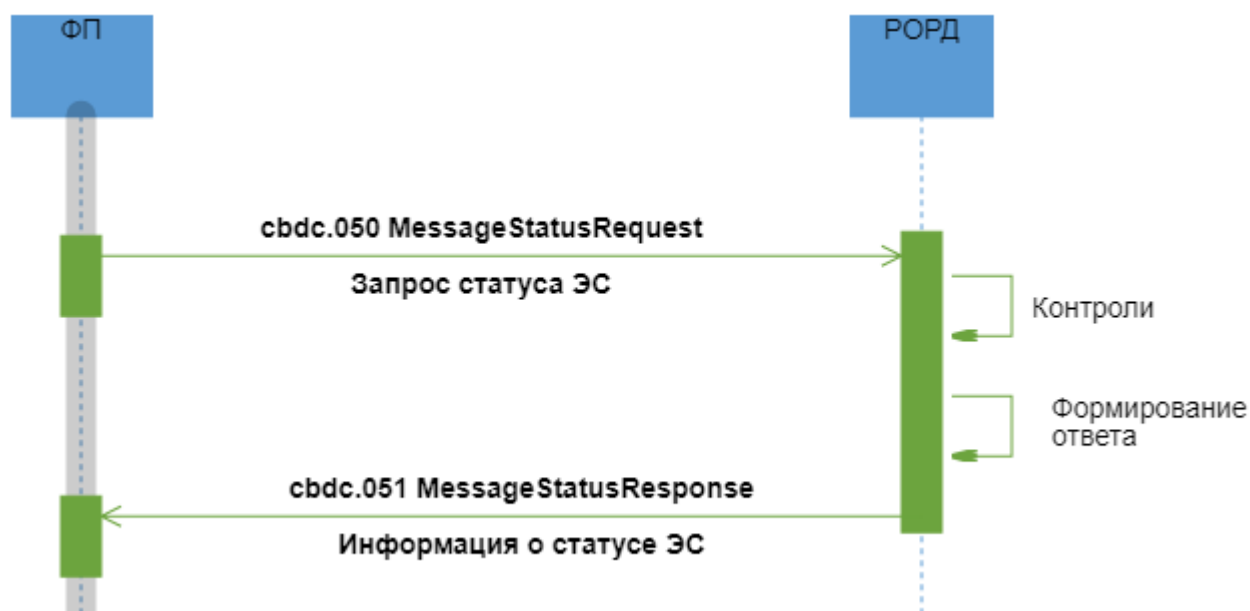 ФП
РОРД
cbdc.050 MessageStatusRequest
Запрос статуса ЭС
Контроли
Формирование
ответа
cbdc.051 MessageStatusResponse
Информация о статусе ЭС